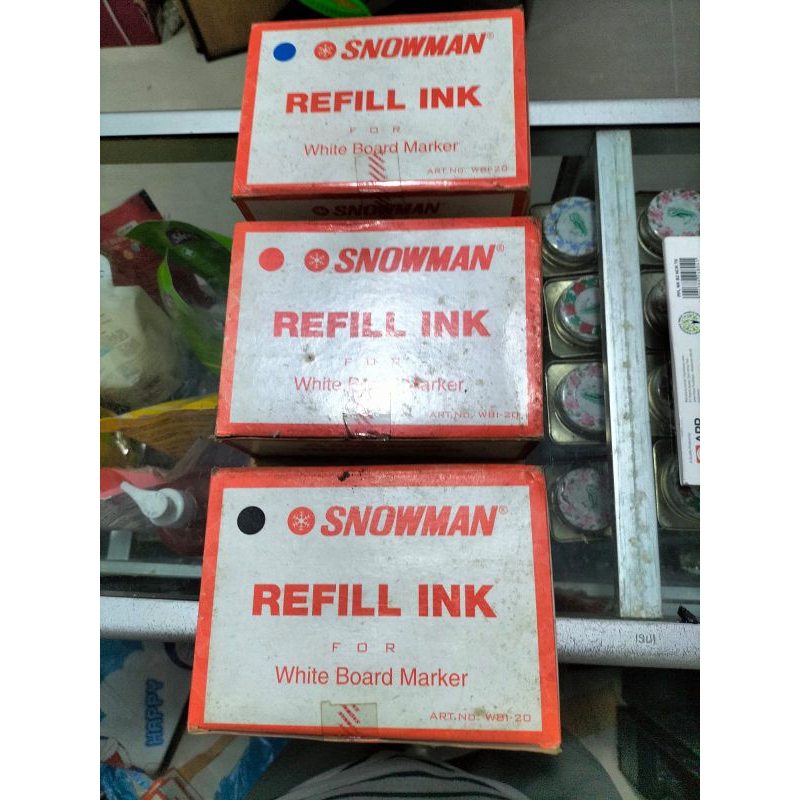 SNOWMAN®
REFILL INK
FOR
White Board Marker
ART.NO. WBI-20
SNOWMAN
SNOWMAN®
REFILL INK
FOR
White Board Marker
ART.NO. WBI-20
SNOWMAN®
REFILL INK
FOR
White Board Marker
ART.NO. WBI-20
HAPPY